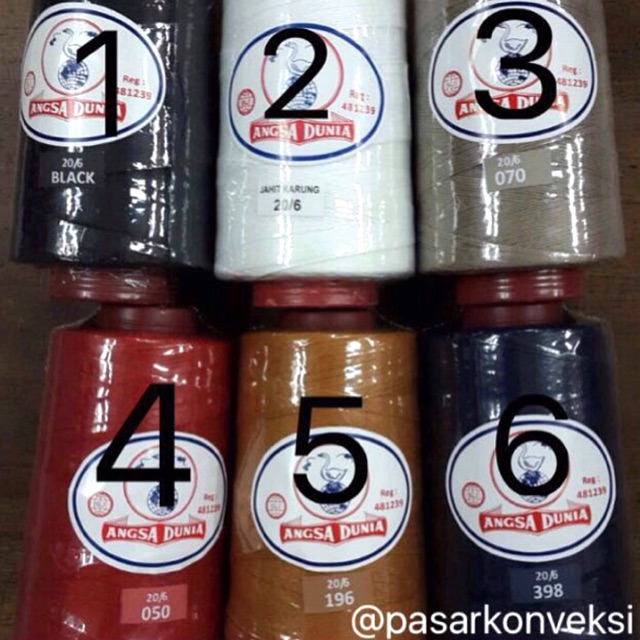 1
Reg:
481239
ANGSA DUNIA
20/6
BLACK
2
Reg:
481239
ANGSA DUNIA
JAHIT KARUNG
20/6
3
Reg:
481239
ANGSA DUNIA
20/6
070
4
Reg:
481239
ANGSA DUNIA
20/6
050
5
Reg:
481239
ANGSA DUNIA
20/6
196
6
Reg:
481239
ANGSA DUNIA
20/6
398
@pasarkonveksi